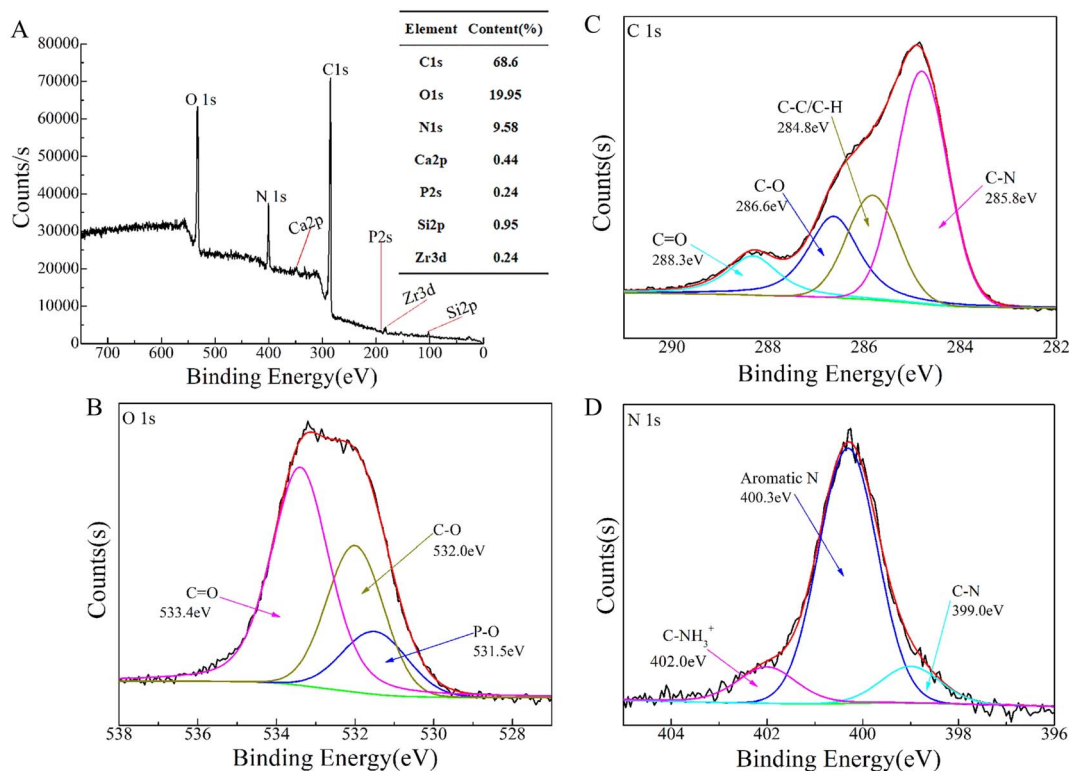 A
Counts/s
80000
70000
60000
50000
40000
30000
20000
10000
0
O 1s
N 1s
C1s
Ca2p
P2s
Zr3d
Si2p
Element Content(%)
C1s 68.6
O1s 19.95
N1s 9.58
Ca2p 0.44
P2s 0.24
Si2p 0.95
Zr3d 0.24
700 600 500 400 300 200 100 0
Binding Energy(eV)
C
C 1s
Counts(s)
C-C/C-H
284.8eV
C-O
286.6eV
C=O
288.3eV
C-N
285.8eV
290 288 286 284 282
Binding Energy(eV)
B
O 1s
Counts(s)
C=O
533.4eV
C-O
532.0eV
P-O
531.5eV
538 536 534 532 530 528
Binding Energy(eV)
D
N 1s
Counts(s)
Aromatic N
400.3eV
C-NH₃⁺
402.0eV
C-N
399.0eV
404 402 400 398 396
Binding Energy(eV)